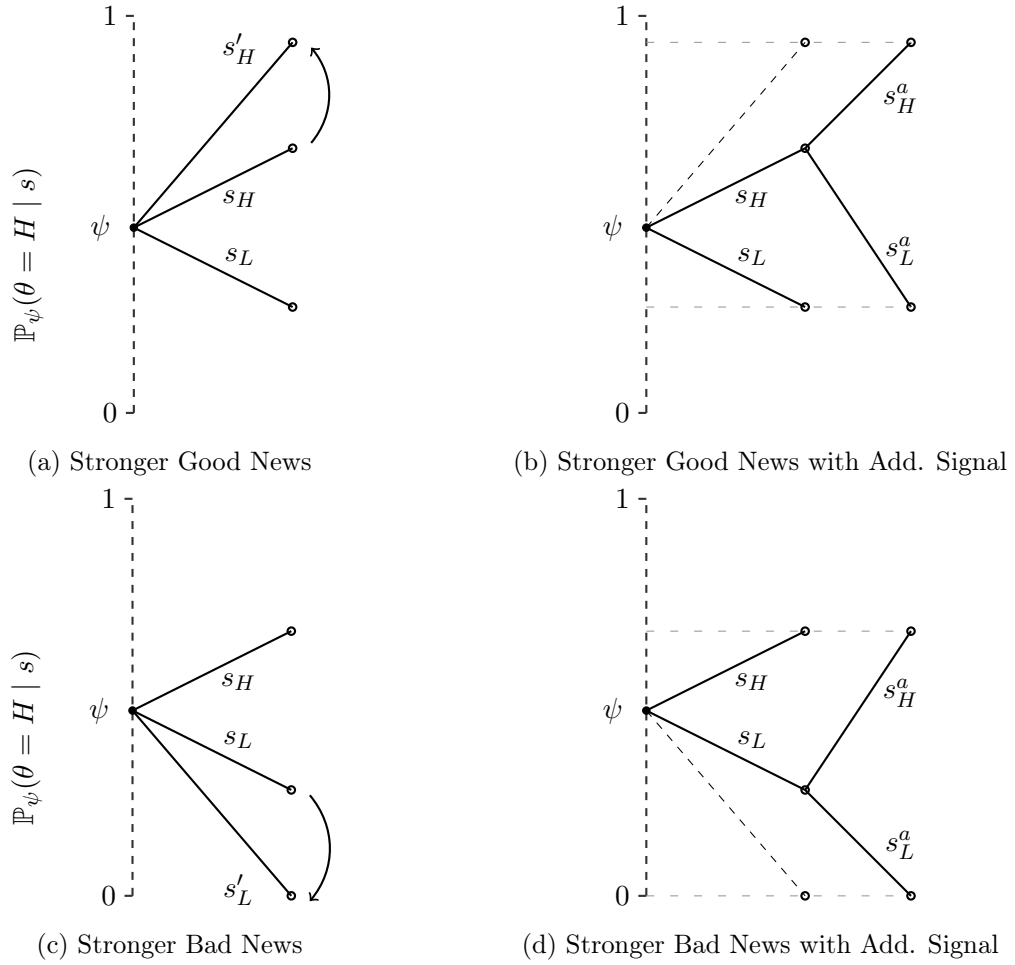 1
s′_H
ℙ_ψ(θ = H | s)
s_H
ψ
s_L
0
(a) Stronger Good News
1
s^a_H
s_H
ψ
s_L
s^a_L
0
(b) Stronger Good News with Add. Signal
1
ℙ_ψ(θ = H | s)
s_H
ψ
s_L
s′_L
0
(c) Stronger Bad News
s_H
s^a_H
ψ
s_L
s^a_L
0
1
(d) Stronger Bad News with Add. Signal